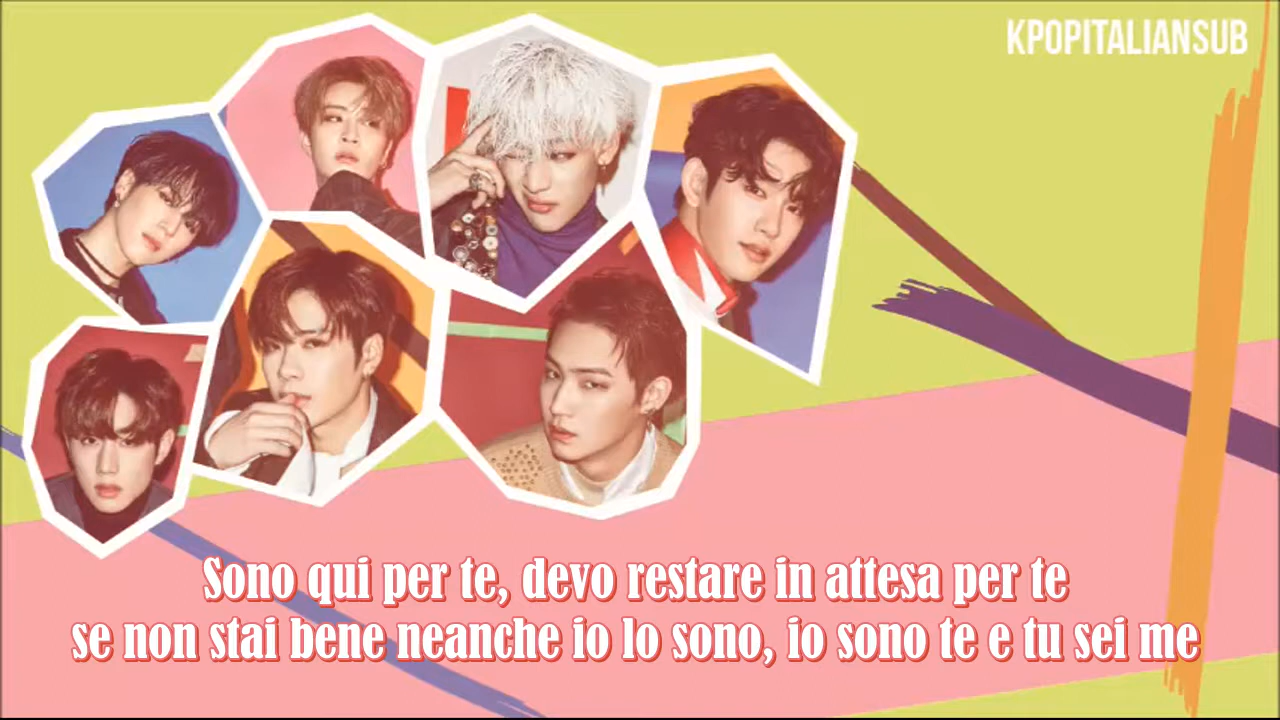 KPOPITALIANSUB
Sono qui per te, devo restare in attesa per te
se non stai bene neanche io lo sono, io sono te e tu sei me